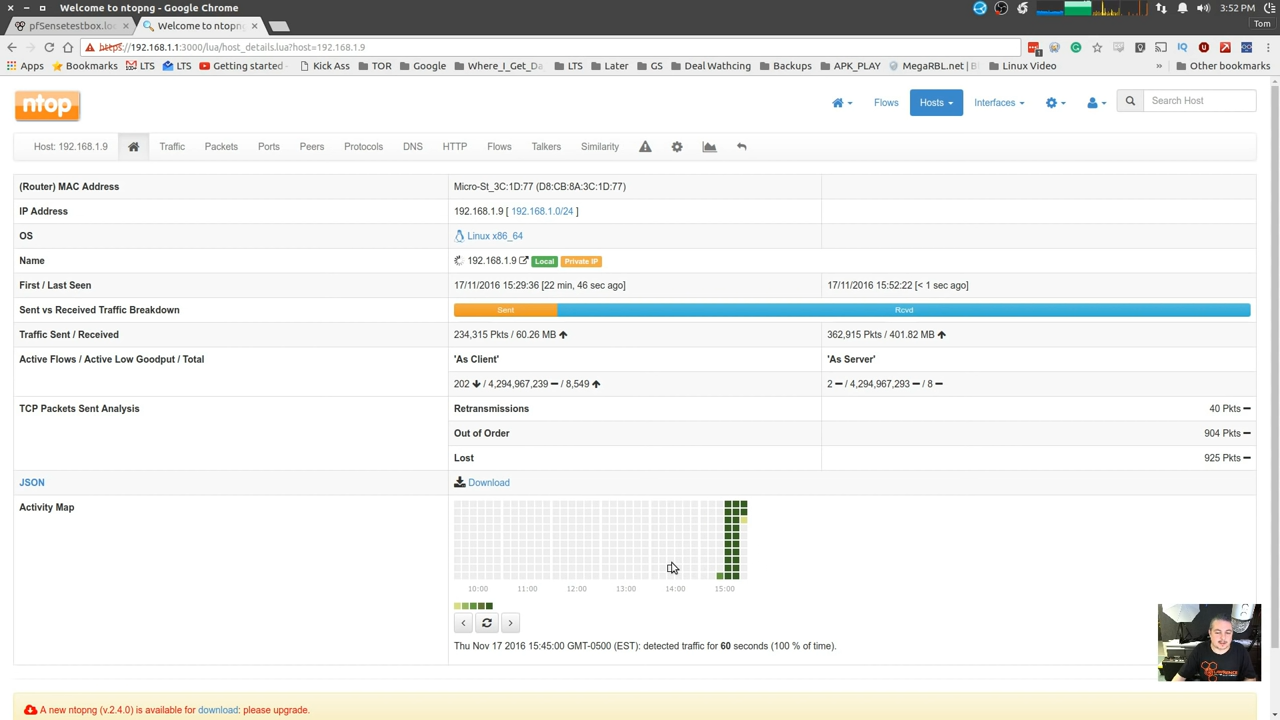 Welcome to ntopng - Google Chrome
3:52 PM
pfSensetestbox.loc
Welcome to ntopng
Tom
https://192.168.1.1:3000/lua/host_details.lua?host=192.168.1.9
Apps Bookmarks LTS LTS Getting started Kick Ass TOR Google Where_I_Get_Da LTS Later GS Deal Wathcing Backups APK_PLAY MegaRBL.net Linux Video » Other bookmarks
ntop
Flows Hosts Interfaces Search Host
Host: 192.168.1.9 Traffic Packets Ports Peers Protocols DNS HTTP Flows Talkers Similarity
(Router) MAC Address Micro-St_3C:1D:77 (D8:CB:8A:3C:1D:77)
IP Address 192.168.1.9 [ 192.168.1.0/24 ]
OS Linux x86_64
Name 192.168.1.9 Local Private IP
First / Last Seen 17/11/2016 15:29:36 [22 min, 46 sec ago] 17/11/2016 15:52:22 [< 1 sec ago]
Sent vs Received Traffic Breakdown Sent Rcvd
Traffic Sent / Received 234,315 Pkts / 60.26 MB 362,915 Pkts / 401.82 MB
Active Flows / Active Low Goodput / Total 'As Client' 'As Server'
202 / 4,294,967,239 / 8,549 2 / 4,294,967,293 / 8
TCP Packets Sent Analysis Retransmissions 40 Pkts
Out of Order 904 Pkts
Lost 925 Pkts
JSON Download
Activity Map
10:00 11:00 12:00 13:00 14:00 15:00
Thu Nov 17 2016 15:45:00 GMT-0500 (EST): detected traffic for 60 seconds (100 % of time).
A new ntopng (v.2.4.0) is available for download: please upgrade.